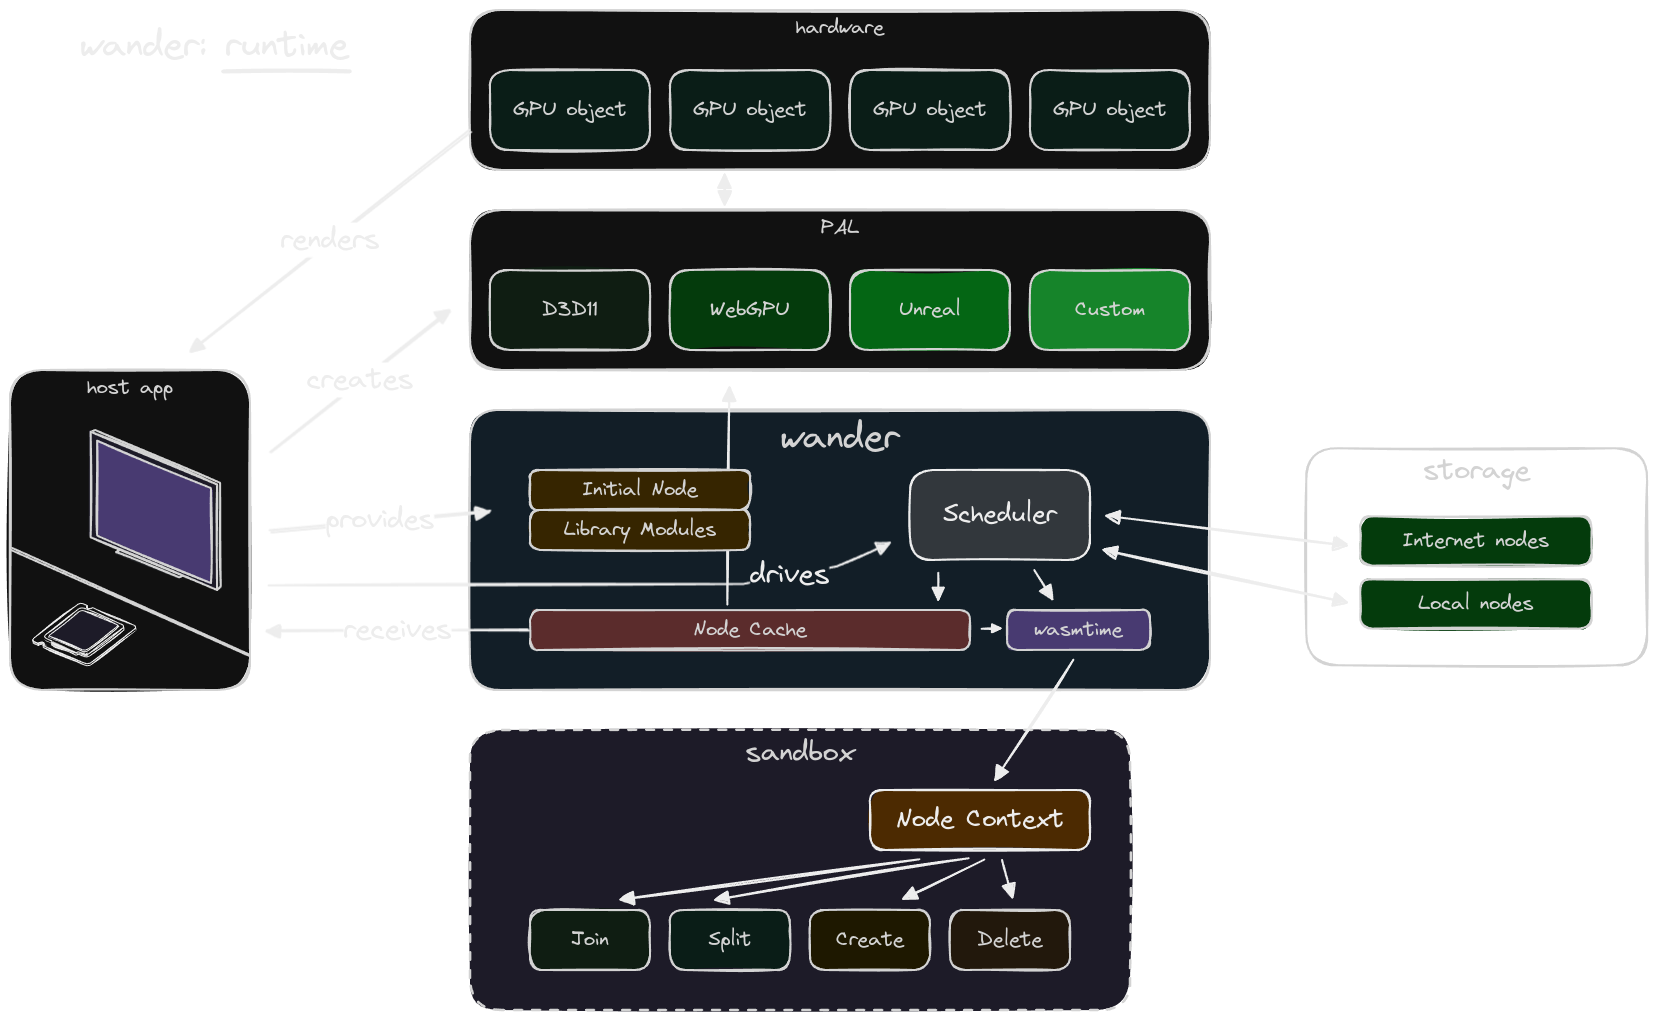 wander: runtime
hardware
GPU object
GPU object
GPU object
GPU object
renders
PAL
D3D11
WebGPU
Unreal
Custom
creates
host app
wander
Initial Node
Library Modules
Scheduler
provides
drives
receives
Node Cache
wasmtime
storage
Internet nodes
Local nodes
sandbox
Node Context
Join
Split
Create
Delete